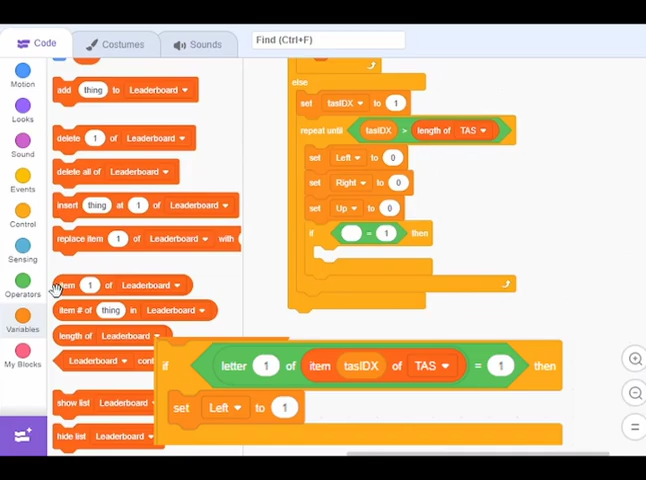 Code
Costumes
Sounds
Find (Ctrl+F)
Motion
Looks
Sound
Events
Control
Sensing
Operators
Variables
My Blocks
add thing to Leaderboard
delete 1 of Leaderboard
delete all of Leaderboard
insert thing at 1 of Leaderboard
replace item 1 of Leaderboard with
item 1 of Leaderboard
item # of thing in Leaderboard
length of Leaderboard
Leaderboard cont
show list Leaderboard
hide list Leaderboard
else
set tasIDX to 1
repeat until tasIDX > length of TAS
set Left to 0
set Right to 0
set Up to 0
if = 1 then
if letter 1 of item tasIDX of TAS = 1 then
set Left to 1